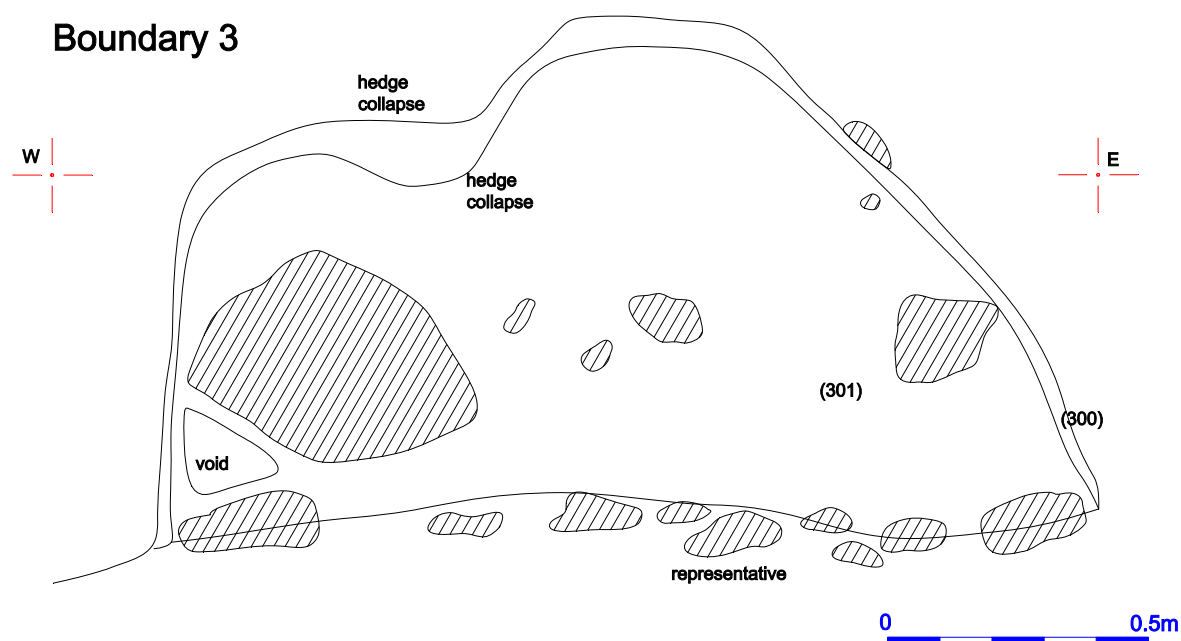 Boundary 3
hedge
collapse
W
E
hedge
collapse
(301)
(300)
void
representative
0
0.5m